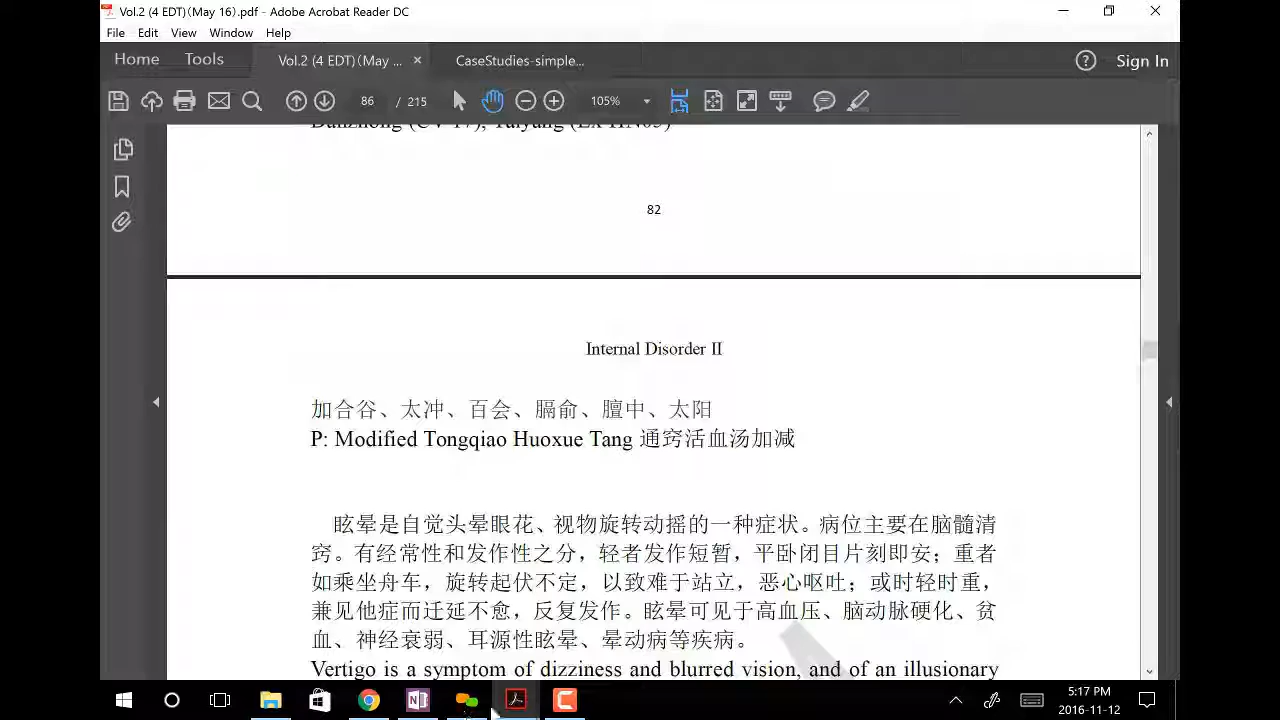 Vol.2 (4 EDT)(May 16).pdf - Adobe Acrobat Reader DC
File Edit View Window Help
Home Tools Vol.2 (4 EDT)(May ... × CaseStudies-simple... ? Sign In
86 / 215 105%
Danzhong (CV 17), Taiyang (Ex-HN05)
82
Internal Disorder II
加合谷、太冲、百会、膈俞、膻中、太阳
P: Modified Tongqiao Huoxue Tang 通窍活血汤加减
眩晕是自觉头晕眼花、视物旋转动摇的一种症状。病位主要在脑髓清
窍。有经常性和发作性之分，轻者发作短暂，平卧闭目片刻即安；重者
如乘坐舟车，旋转起伏不定，以致难于站立，恶心呕吐；或时轻时重，
兼见他症而迁延不愈，反复发作。眩晕可见于高血压、脑动脉硬化、贫
血、神经衰弱、耳源性眩晕、晕动病等疾病。
Vertigo is a symptom of dizziness and blurred vision, and of an illusionary
5:17 PM
2016-11-12